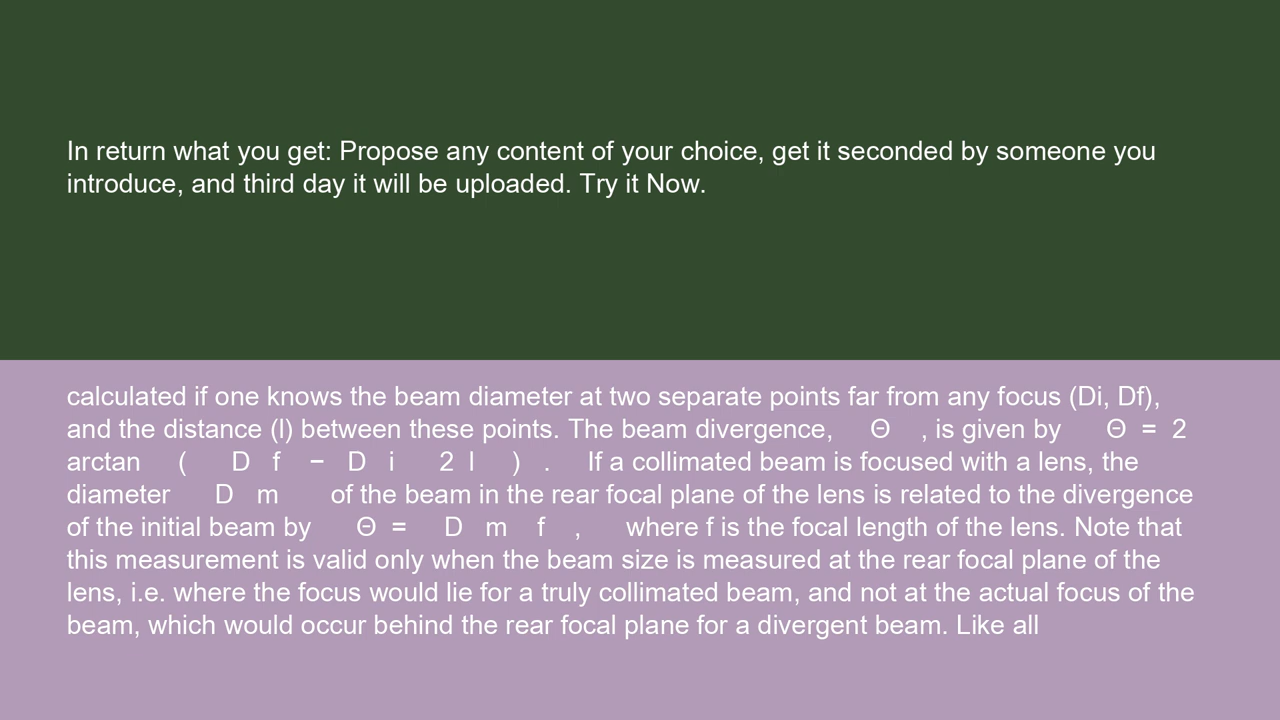 In return what you get: Propose any content of your choice, get it seconded by someone you
introduce, and third day it will be uploaded. Try it Now.
calculated if one knows the beam diameter at two separate points far from any focus (Di, Df),
and the distance (l) between these points. The beam divergence, Θ , is given by Θ = 2
arctan ( D f − D i 2 l ) . If a collimated beam is focused with a lens, the
diameter D m of the beam in the rear focal plane of the lens is related to the divergence
of the initial beam by Θ = D m f , where f is the focal length of the lens. Note that
this measurement is valid only when the beam size is measured at the rear focal plane of the
lens, i.e. where the focus would lie for a truly collimated beam, and not at the actual focus of the
beam, which would occur behind the rear focal plane for a divergent beam. Like all